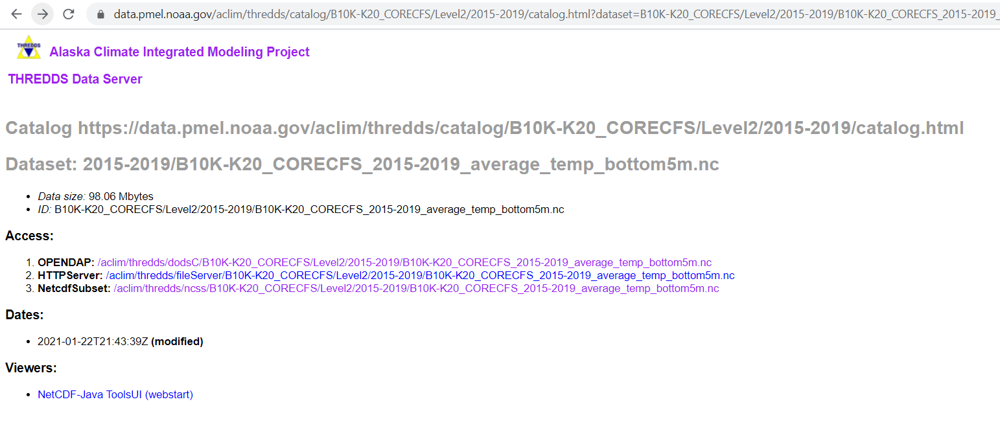 data.pmel.noaa.gov/aclim/thredds/catalog/B10K-K20_CORECFS/Level2/2015-2019/catalog.html?dataset=B10K-K20_CORECFS/Level2/2015-2019/B10K-K20_CORECFS_2015-2019_
THREDDS
Alaska Climate Integrated Modeling Project
THREDDS Data Server
Catalog https://data.pmel.noaa.gov/aclim/thredds/catalog/B10K-K20_CORECFS/Level2/2015-2019/catalog.html
Dataset: 2015-2019/B10K-K20_CORECFS_2015-2019_average_temp_bottom5m.nc
• Data size: 98.06 Mbytes
• ID: B10K-K20_CORECFS/Level2/2015-2019/B10K-K20_CORECFS_2015-2019_average_temp_bottom5m.nc
Access:
1. OPENDAP: /aclim/thredds/dodsC/B10K-K20_CORECFS/Level2/2015-2019/B10K-K20_CORECFS_2015-2019_average_temp_bottom5m.nc
2. HTTPServer: /aclim/thredds/fileServer/B10K-K20_CORECFS/Level2/2015-2019/B10K-K20_CORECFS_2015-2019_average_temp_bottom5m.nc
3. NetcdfSubset: /aclim/thredds/ncss/B10K-K20_CORECFS/Level2/2015-2019/B10K-K20_CORECFS_2015-2019_average_temp_bottom5m.nc
Dates:
• 2021-01-22T21:43:39Z (modified)
Viewers:
• NetCDF-Java ToolsUI (webstart)